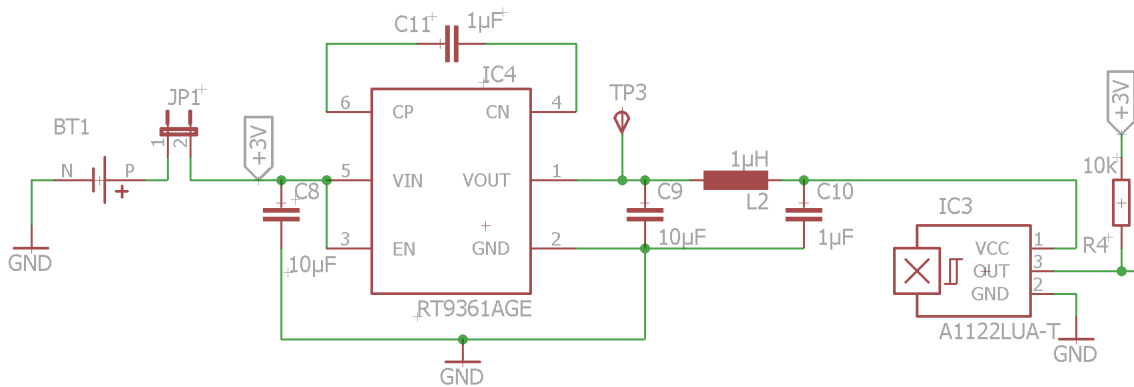 C11
1µF
IC4
6
CP
CN
4
JP1
1
2
BT1
N
P
+
+3V
C8
10µF
5
VIN
3
EN
VOUT
1
GND
2
RT9361AGE
GND
GND
TP3
C9
10µF
1µH
L2
C10
1µF
+3V
10k
R4
IC3
VCC
1
OUT
3
GND
2
A1122LUA-T
GND